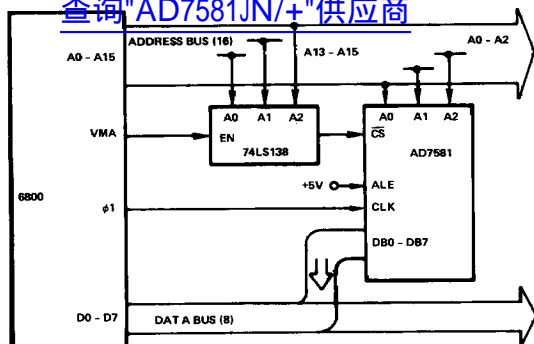 查询"AD7581JN/+"供应商
ADDRESS BUS (16)
A0 – A15
A13 – A15
A0 – A2
A0 A1 A2
A0 A1 A2
VMA
EN
CS
74LS138
AD7581
+5V
ALE
6800
ϕ1
CLK
DB0 – DB7
D0 – D7
DATA BUS (8)